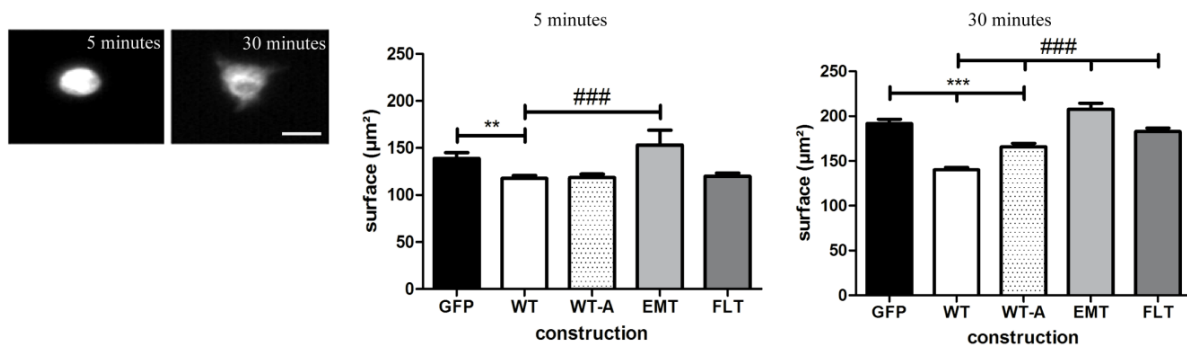 5 minutes
30 minutes
5 minutes
surface (µm²)
250
200
150
100
50
0
**
###
GFP
WT
WT-A
EMT
FLT
construction
30 minutes
surface (µm²)
250
200
150
100
50
0
***
###
GFP
WT
WT-A
EMT
FLT
construction